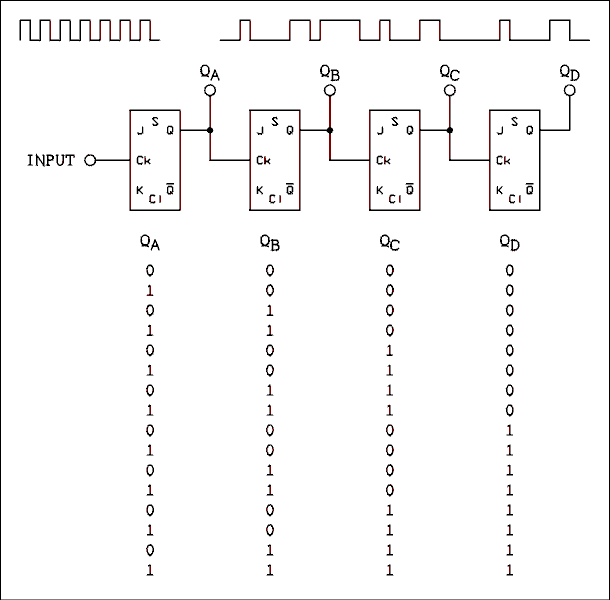 QA QB QC QD
S S S S
J Q J Q J Q J Q
INPUT Ck Ck Ck Ck
K Q̅ K Q̅ K Q̅ K Q̅
Cl Cl Cl Cl
QA QB QC QD
0 0 0 0
1 0 0 0
0 1 0 0
1 1 0 0
0 0 1 0
1 0 1 0
0 1 1 0
1 1 1 0
0 0 0 1
1 0 0 1
0 1 0 1
1 1 0 1
0 0 1 1
1 0 1 1
0 1 1 1
1 1 1 1